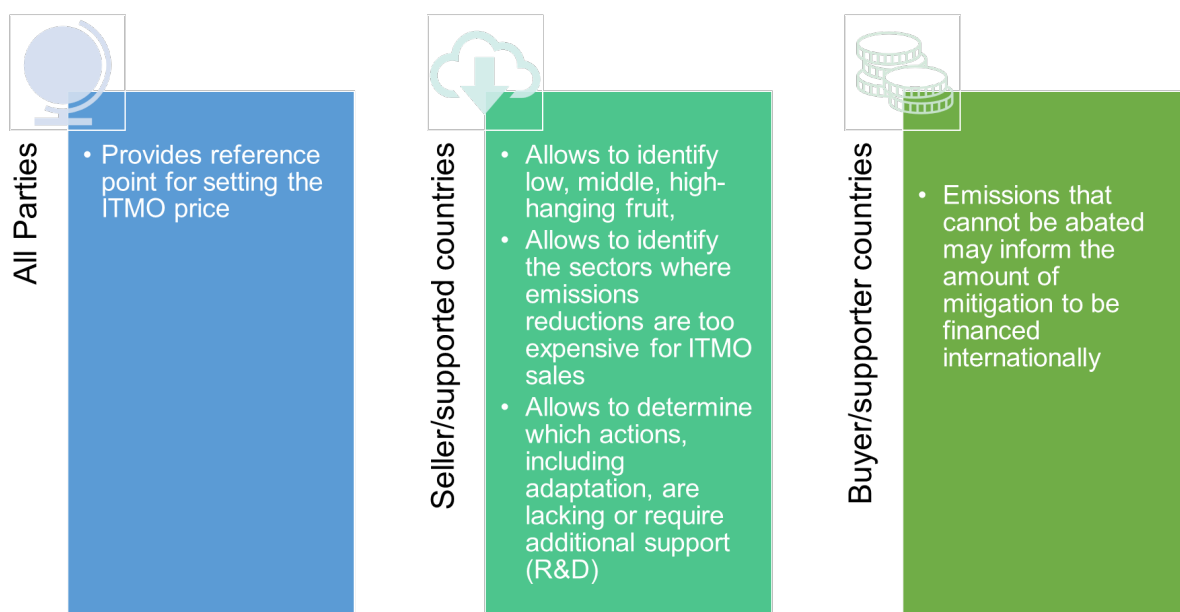 All Parties
• Provides reference
point for setting the
ITMO price
Seller/supported countries
• Allows to identify
low, middle, high-
hanging fruit,
• Allows to identify
the sectors where
emissions
reductions are too
expensive for ITMO
sales
• Allows to determine
which actions,
including
adaptation, are
lacking or require
additional support
(R&D)
Buyer/supporter countries
• Emissions that
cannot be abated
may inform the
amount of
mitigation to be
financed
internationally